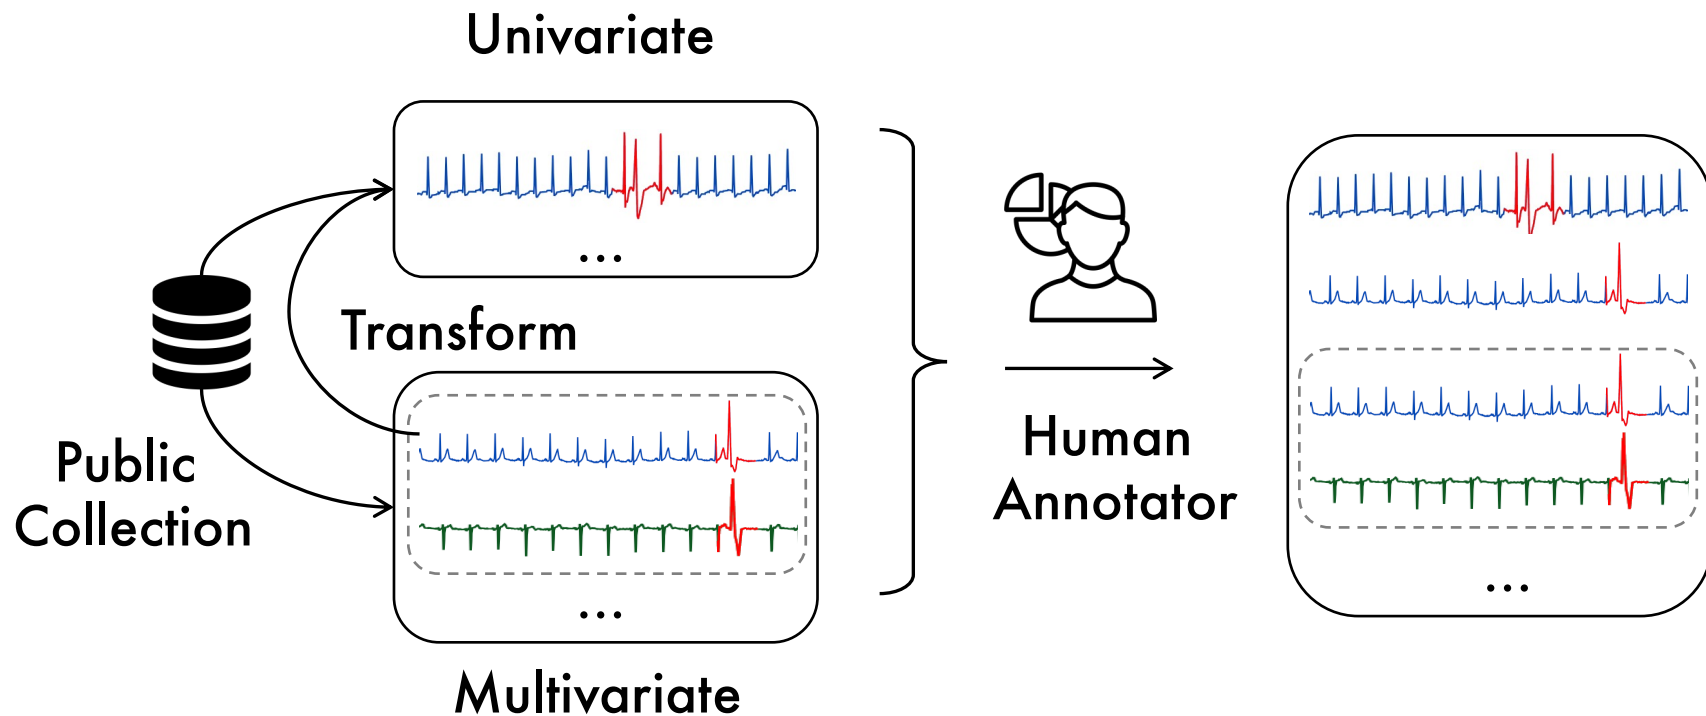 Univariate
...
Transform
Public
Collection
...
Multivariate
Human
Annotator
...